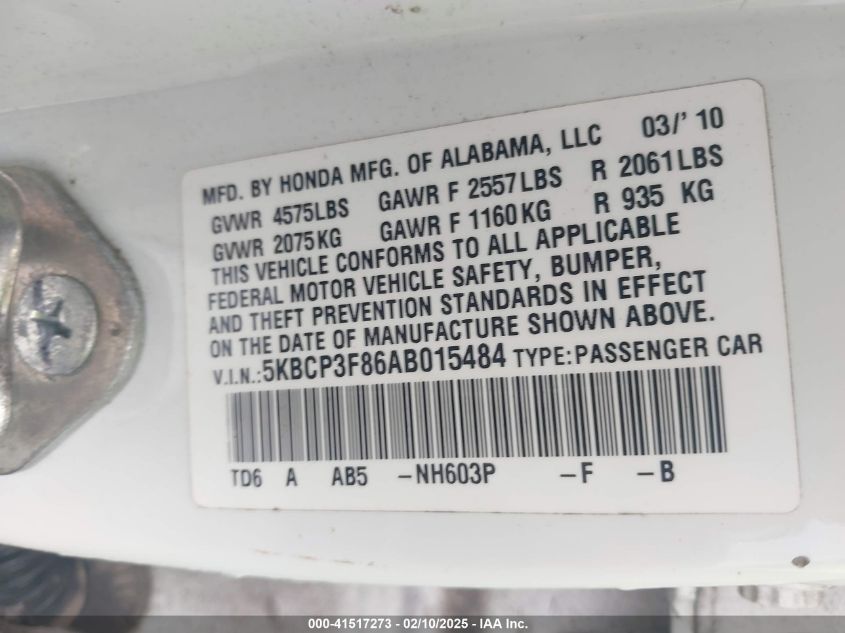 MFD. BY HONDA MFG. OF ALABAMA, LLC 03/' 10
GVWR 4575LBS GAWR F 2557LBS R 2061LBS
GVWR 2075KG GAWR F 1160KG R 935 KG
THIS VEHICLE CONFORMS TO ALL APPLICABLE
FEDERAL MOTOR VEHICLE SAFETY, BUMPER,
AND THEFT PREVENTION STANDARDS IN EFFECT
ON THE DATE OF MANUFACTURE SHOWN ABOVE.
V.I.N.:5KBCP3F86AB015484 TYPE:PASSENGER CAR
TD6 A AB5 -NH603P -F -B
000-41517273 - 02/10/2025 - IAA Inc.